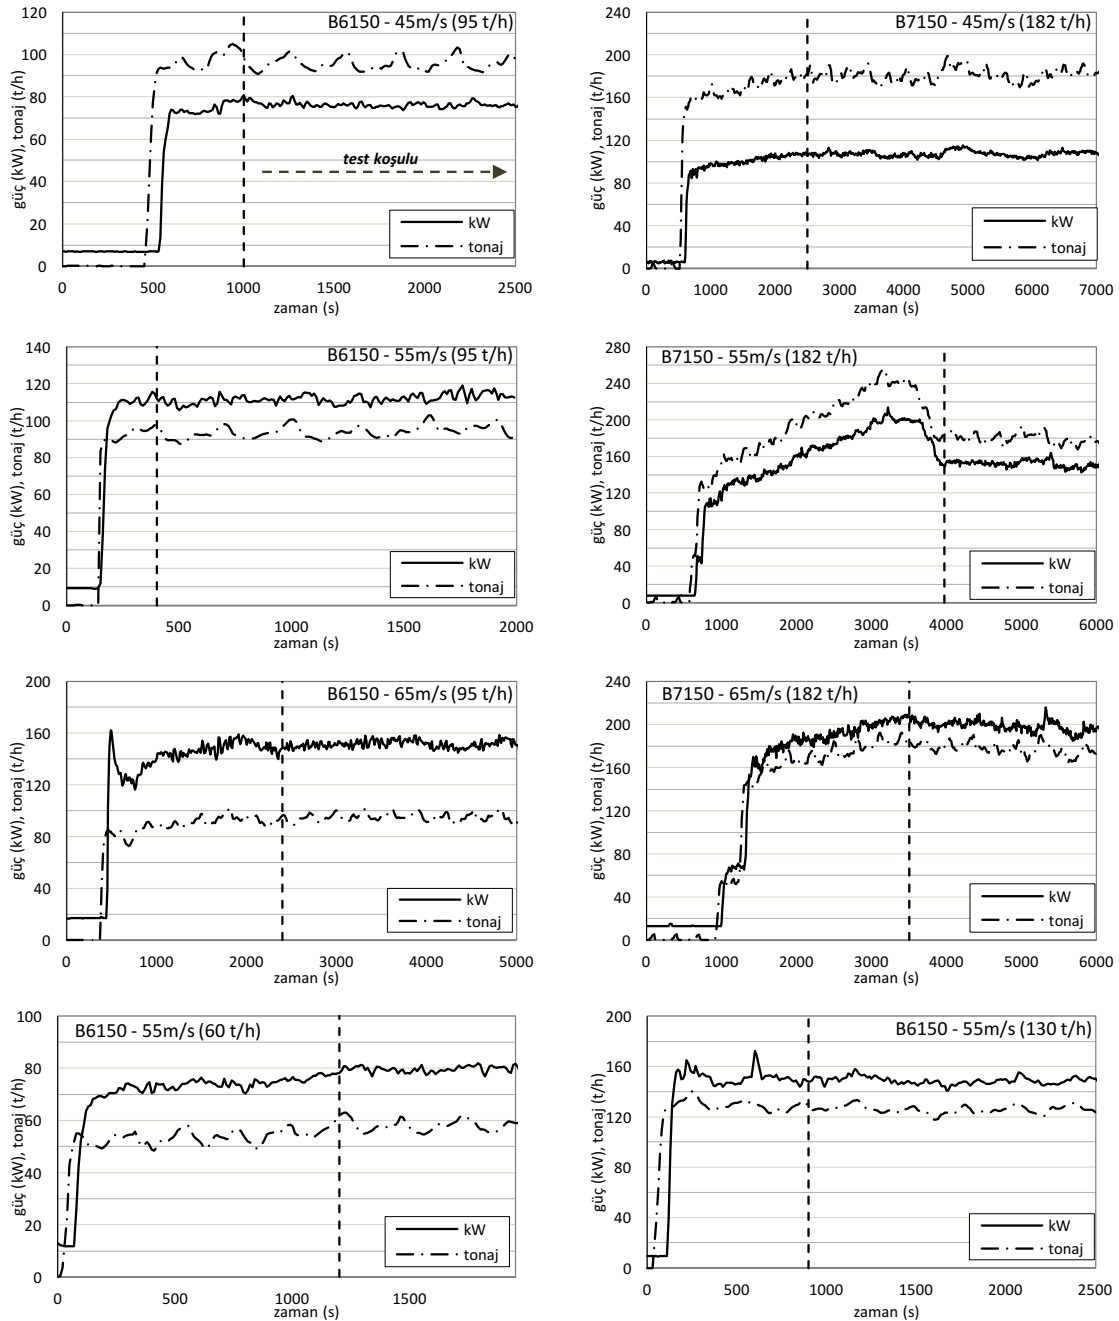 B6150 - 45m/s (95 t/h)
güç (kW), tonaj (t/h)
120
100
80
60
40
20
0
test koşulu
kW
tonaj
0 500 1000 1500 2000 2500
zaman (s)
B7150 - 45m/s (182 t/h)
güç (kW), tonaj (t/h)
240
200
160
120
80
40
0
kW
tonaj
0 1000 2000 3000 4000 5000 6000 7000
zaman (s)
B6150 - 55m/s (95 t/h)
güç (kW), tonaj (t/h)
140
120
100
80
60
40
20
0
kW
tonaj
0 500 1000 1500 2000
zaman (s)
B7150 - 55m/s (182 t/h)
güç (kW), tonaj (t/h)
280
240
200
160
120
80
40
0
kW
tonaj
0 1000 2000 3000 4000 5000 6000
zaman (s)
B6150 - 65m/s (95 t/h)
güç (kW), tonaj (t/h)
200
160
120
80
40
0
kW
tonaj
0 1000 2000 3000 4000 5000
zaman (s)
B7150 - 65m/s (182 t/h)
güç (kW), tonaj (t/h)
240
200
160
120
80
40
0
kW
tonaj
0 1000 2000 3000 4000 5000 6000
zaman (s)
B6150 - 55m/s (60 t/h)
güç (kW), tonaj (t/h)
100
80
60
40
20
0
kW
tonaj
0 500 1000 1500
zaman (s)
B6150 - 55m/s (130 t/h)
güç (kW), tonaj (t/h)
200
160
120
80
40
0
kW
tonaj
0 500 1000 1500 2000 2500
zaman (s)